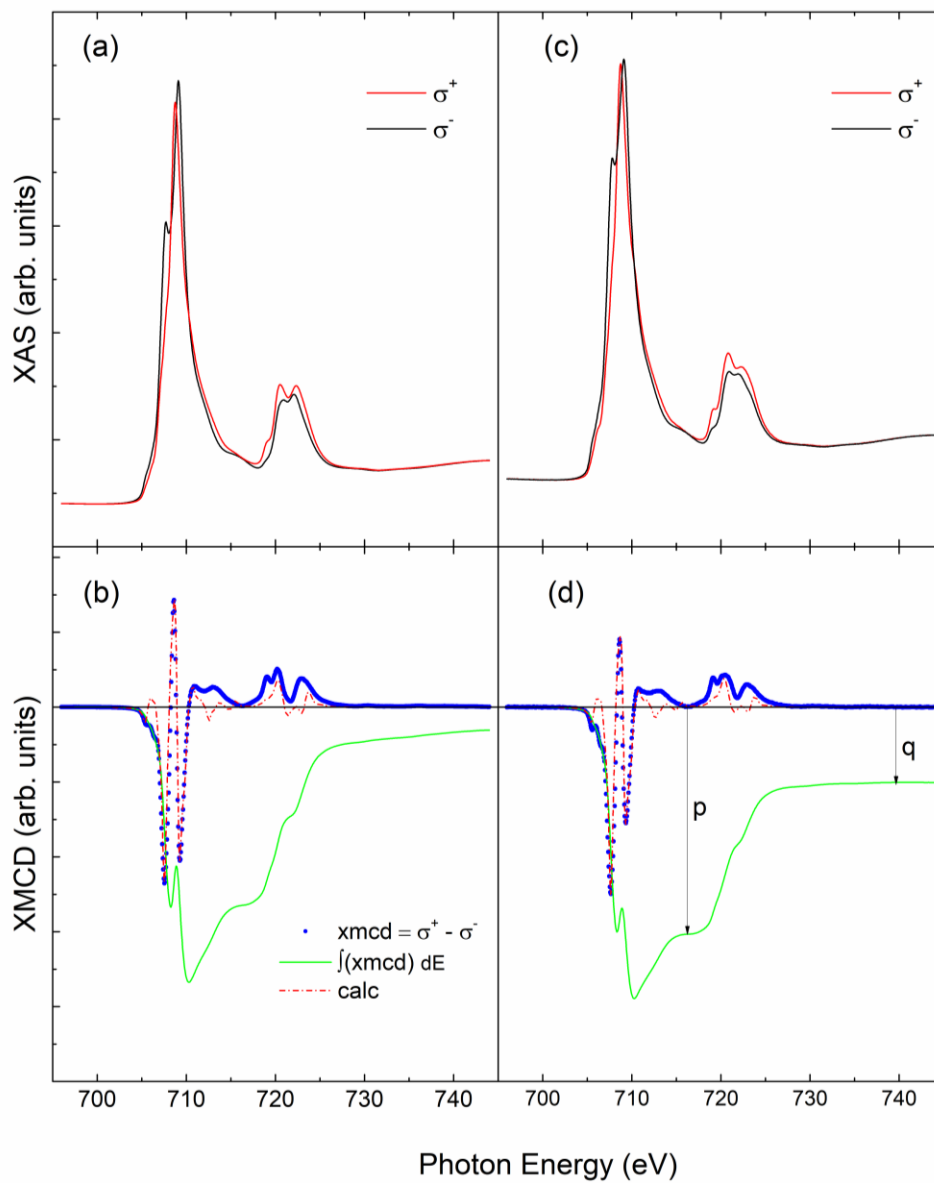 (a)
σ⁺
σ⁻
(c)
σ⁺
σ⁻
XAS (arb. units)
(b)
(d)
q
p
XMCD (arb. units)
xmcd = σ⁺ - σ⁻
∫(xmcd) dE
calc
700 710 720 730 740 700 710 720 730 740
Photon Energy (eV)